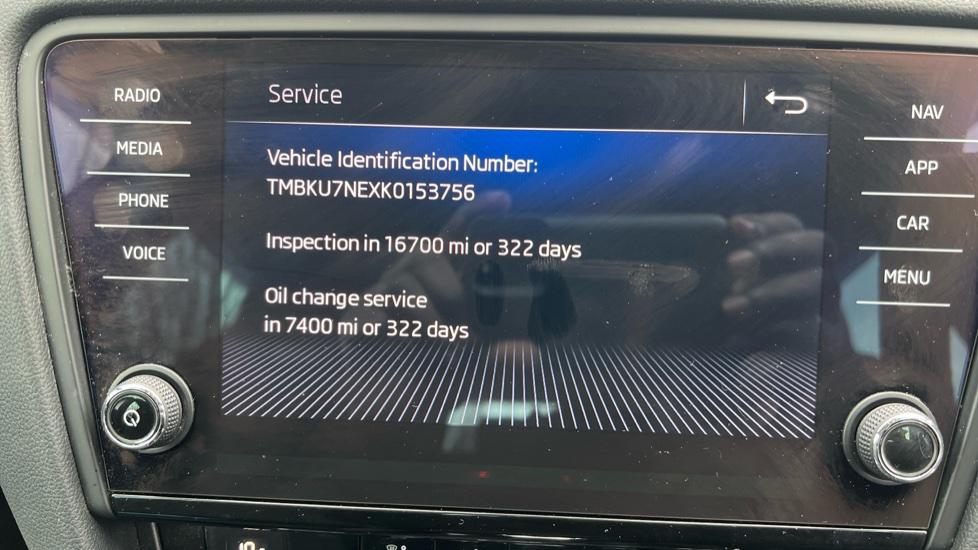 Service
RADIO
MEDIA
PHONE
VOICE
Vehicle Identification Number:
TMBKU7NEXK0153756
Inspection in 16700 mi or 322 days
Oil change service
in 7400 mi or 322 days
NAV
APP
CAR
MENU